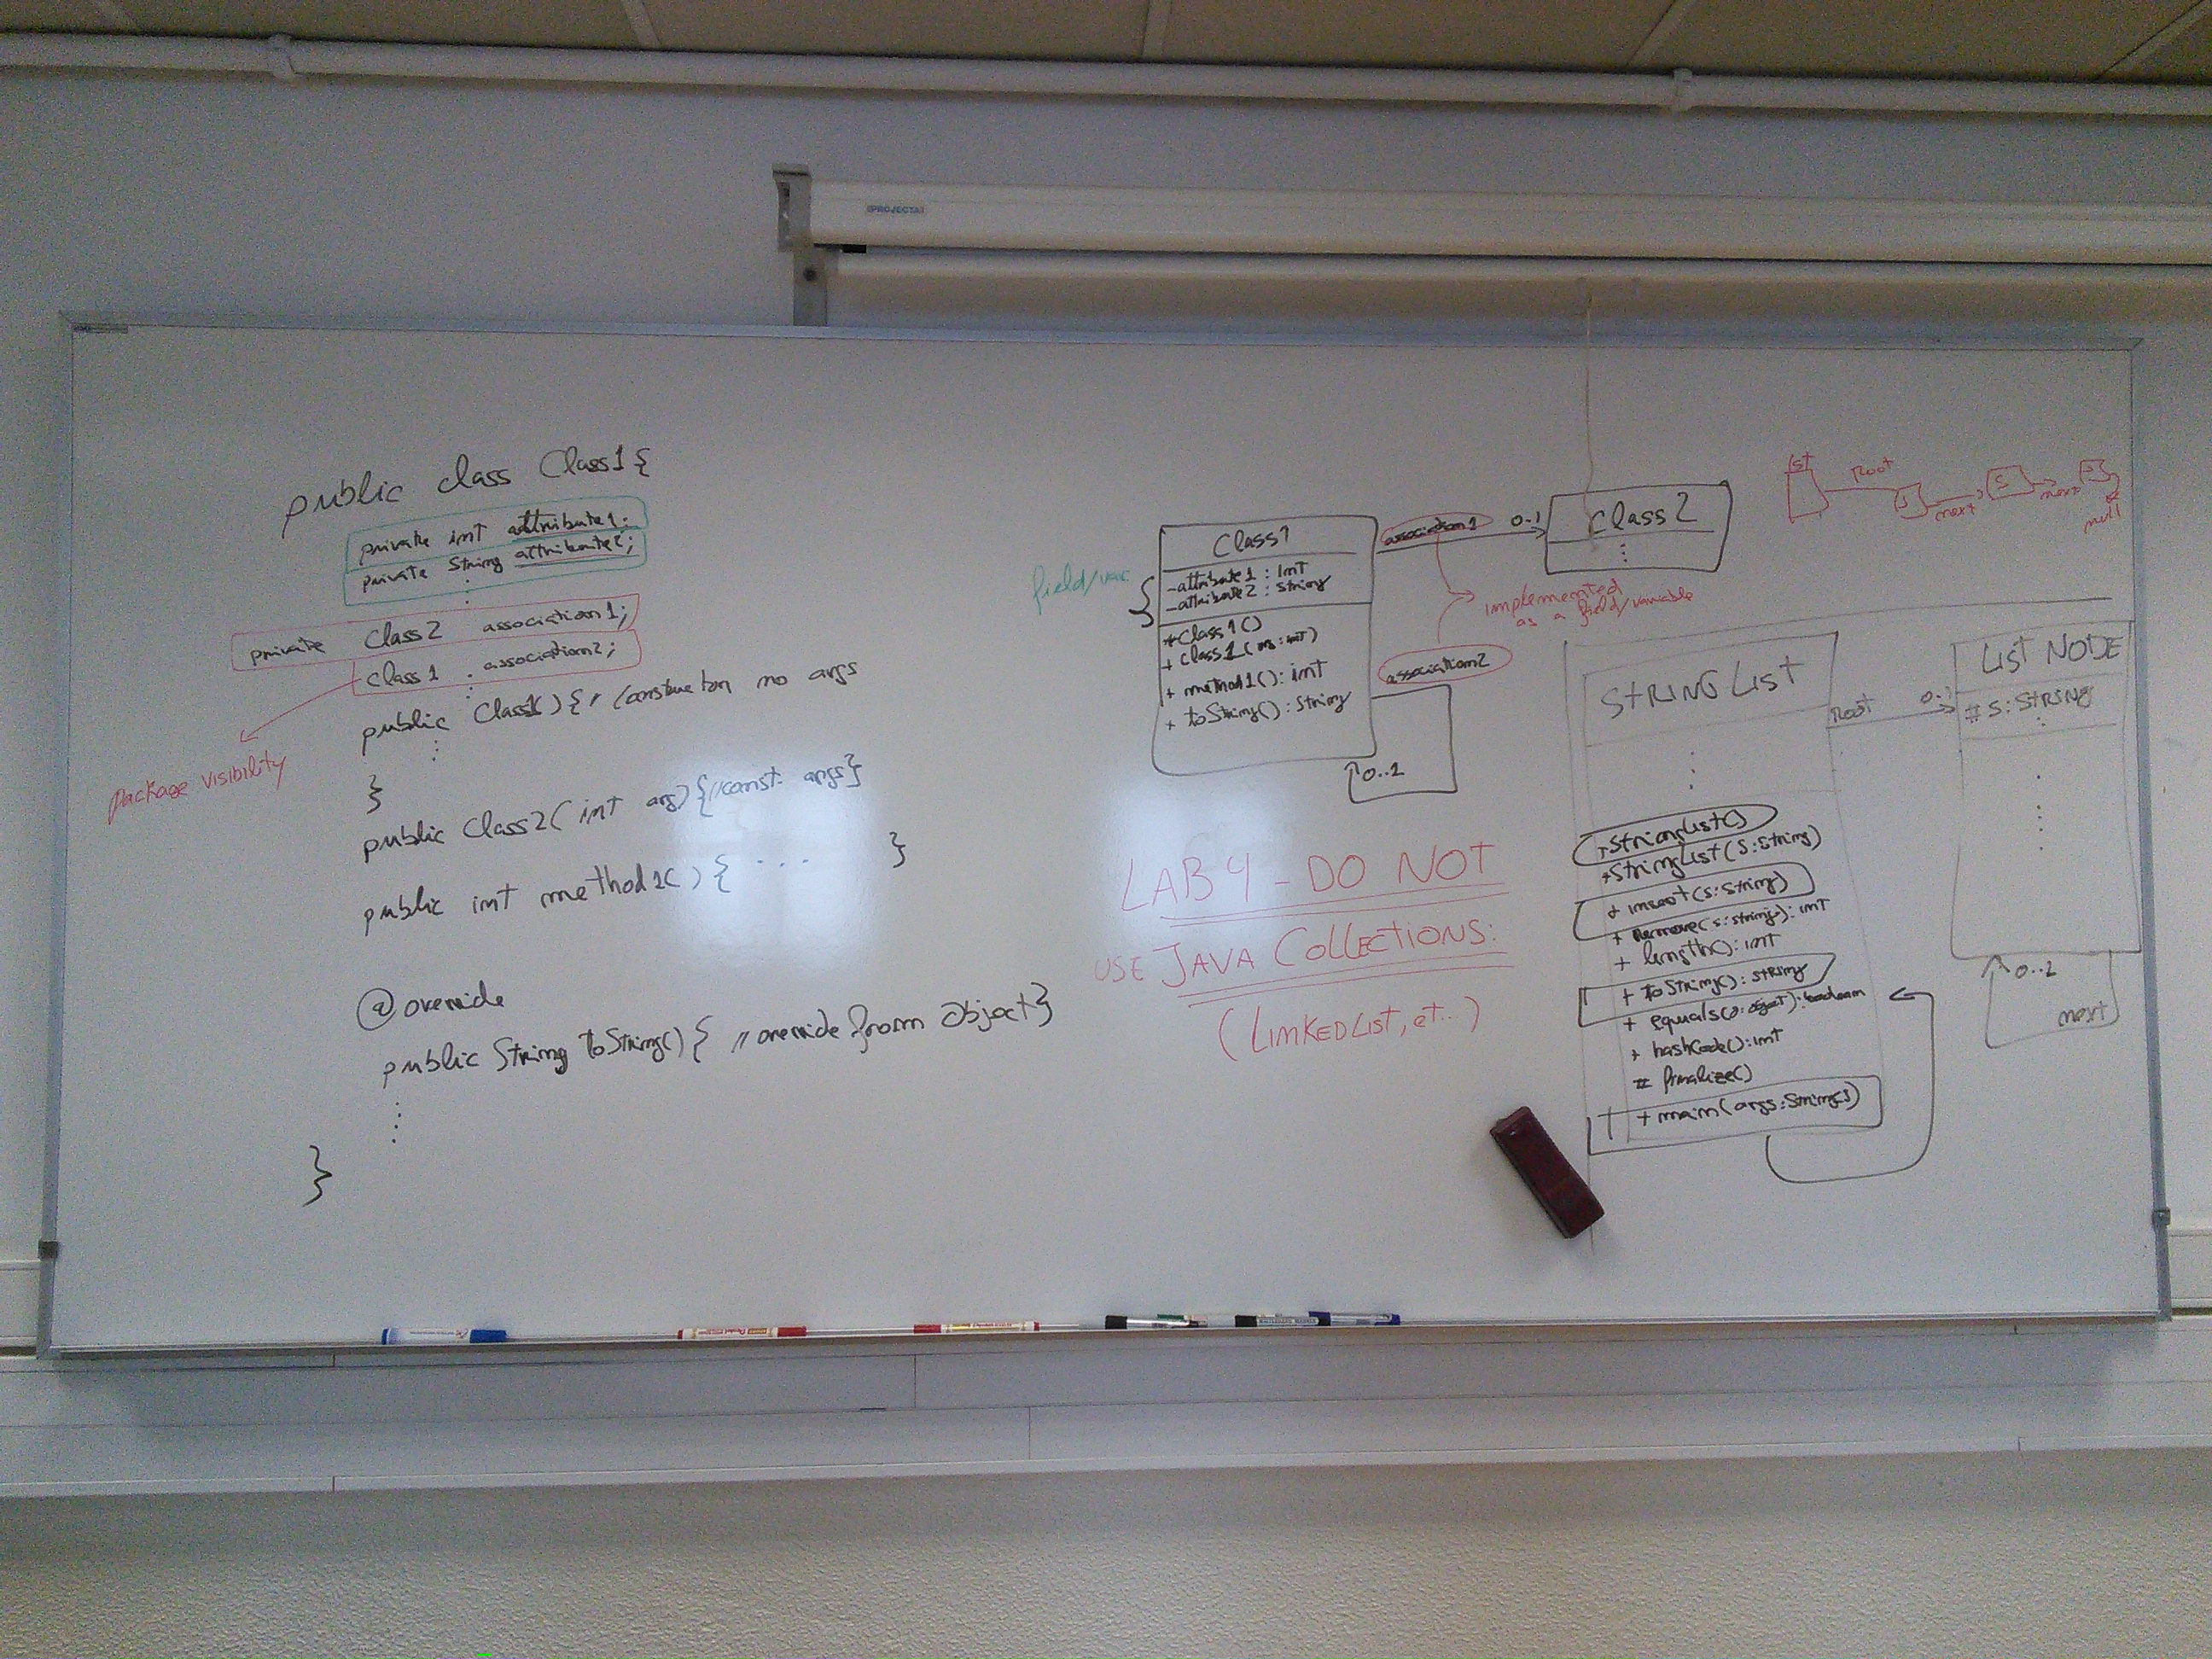 PROJECTA
public class Class1 {
private int attribute1;
private String attribute2;
private Class2 association1;
Class1 association2;
package visibility
public Class1() { // constructor no args
}
public Class2( int arg) { //const. args}
public int method1() { ... }
@override
public String toString() { // override from Object}
}
field/var
Class1
- attribute1 : int
- attribute2 : string
+ Class1()
+ Class1( : int)
+ method1() : int
+ toString() : String
association1 0..1
Class2
association2
0..1
implemented
as a field/variable
LAB 4 - DO NOT
USE JAVA COLLECTIONS:
(LINKEDLIST, et..)
lst
Root
S
next
S
next
S
null
STRING LIST
Root 0..1
LIST NODE
# S: STRING
+StringList()
+StringList(S:String)
+ insert(s:String)
+ remove(s:string): int
+ length(): int
+ toString(): STRING
+ equals(o:object): boolean
+ hashCode(): int
# finalize()
+ main(args:String[])
0..1
next